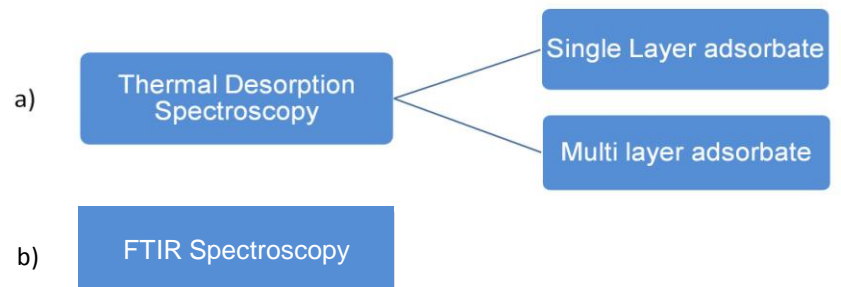 Single Layer adsorbate
a)
Thermal Desorption
Spectroscopy
Multi layer adsorbate
b)
FTIR Spectroscopy